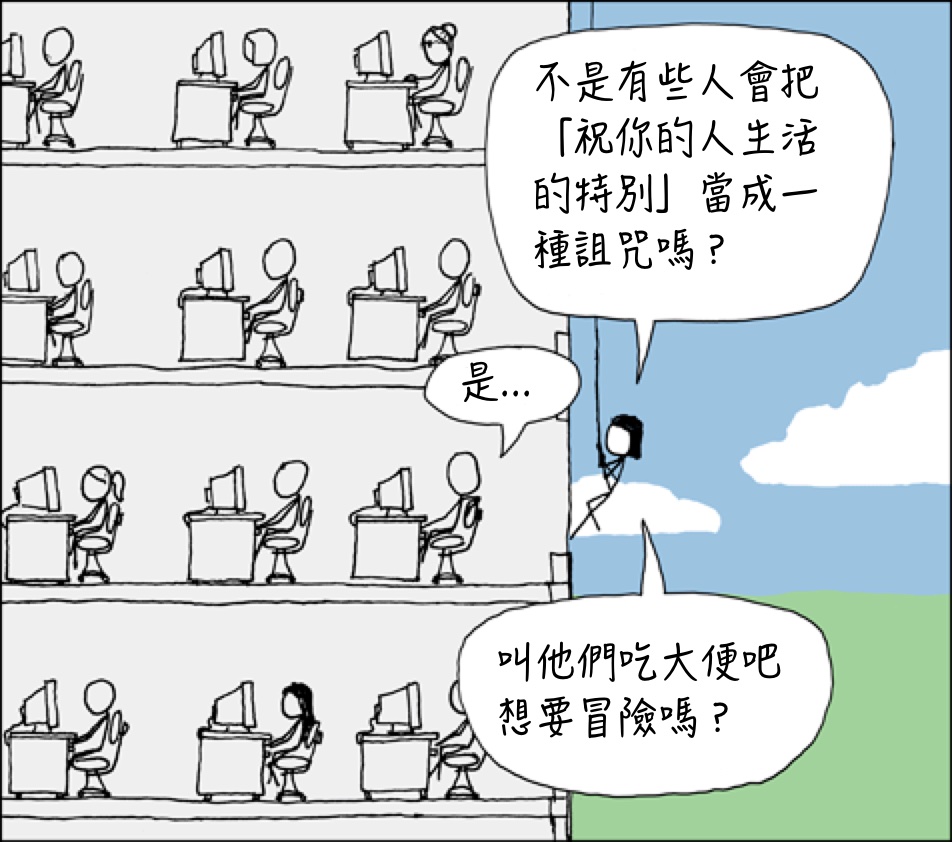 不是有些人會把
「祝你的人生活
的特別」當成一
種詛咒嗎？
是...
叫他們吃大便吧
想要冒險嗎？